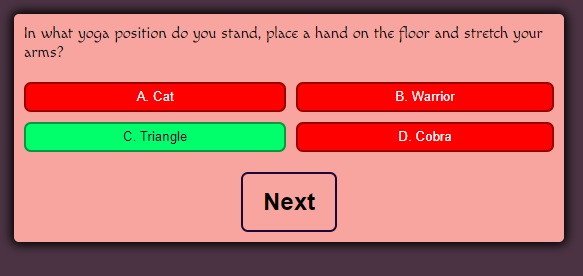 In what yoga position do you stand, place a hand on the floor and stretch your
arms?
A. Cat
B. Warrior
C. Triangle
D. Cobra
Next